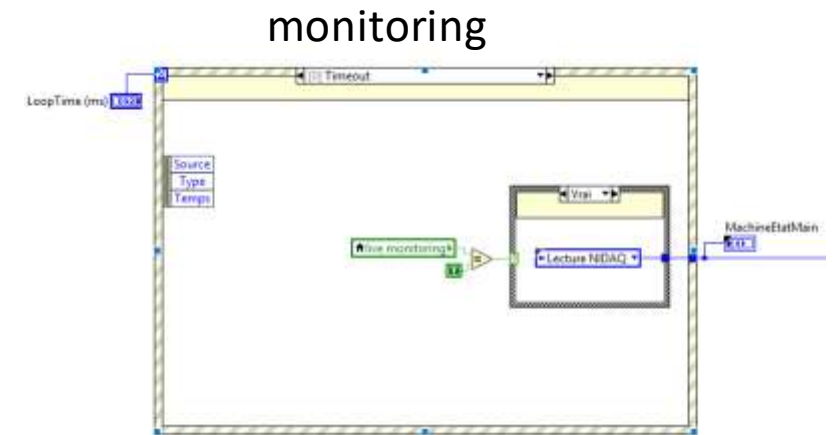 monitoring
Timeout
LoopTime (ms)
Source
Type
Temps
Vrai
live monitoring
Lecture NIDAQ
MachineEtatMain